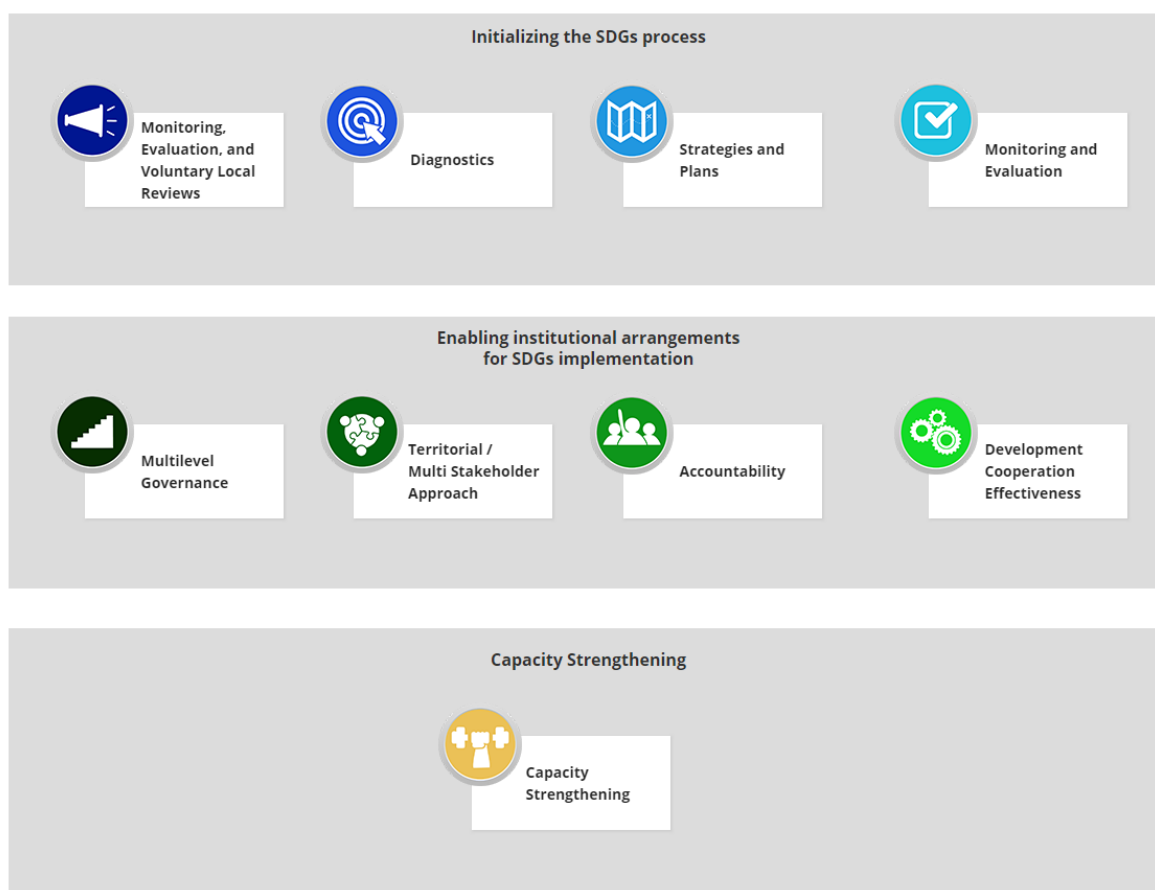 Initializing the SDGs process
Monitoring,
Evaluation, and
Voluntary Local
Reviews
Diagnostics
Strategies and
Plans
Monitoring and
Evaluation
Enabling institutional arrangements
for SDGs implementation
Multilevel
Governance
Territorial /
Multi Stakeholder
Approach
Accountability
Development
Cooperation
Effectiveness
Capacity Strengthening
Capacity
Strengthening